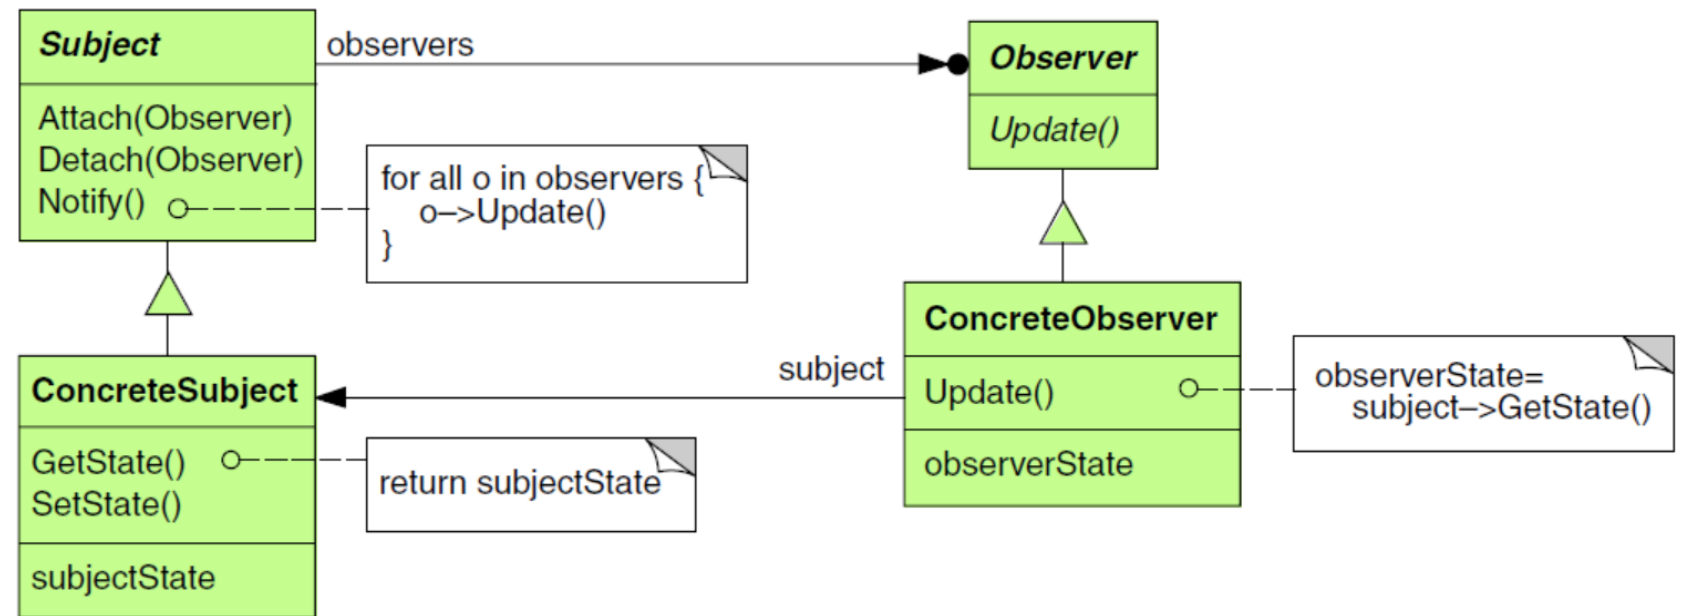 Subject
Attach(Observer)
Detach(Observer)
Notify()
observers
for all o in observers {
o–>Update()
}
Observer
Update()
ConcreteSubject
GetState()
SetState()
subjectState
return subjectState
subject
ConcreteObserver
Update()
observerState
observerState=
subject–>GetState()